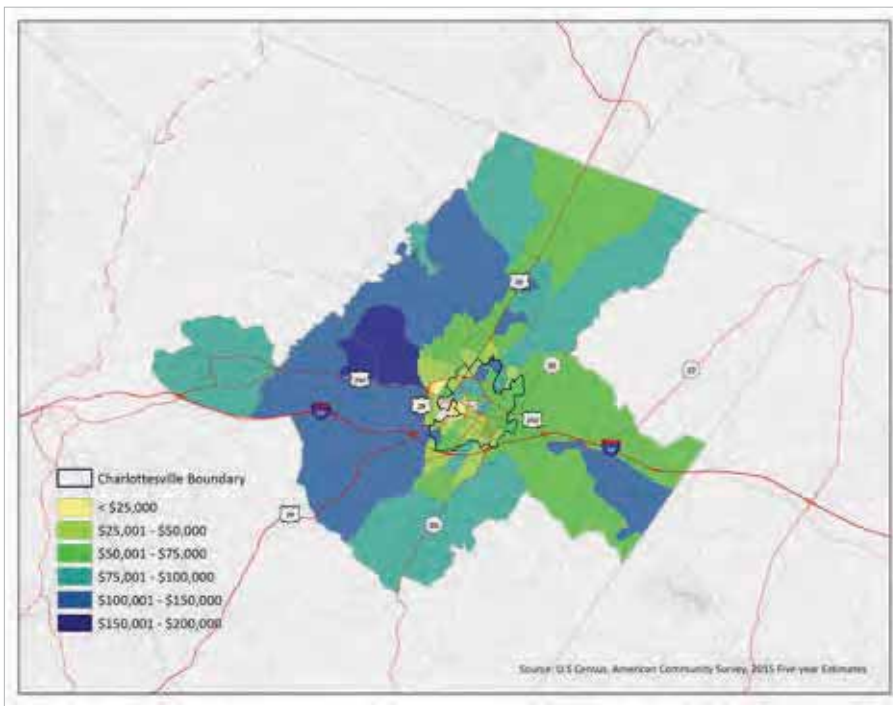 Charlottesville Boundary
< $25,000
$25,001 - $50,000
$50,001 - $75,000
$75,001 - $100,000
$100,001 - $150,000
$150,001 - $200,000
Source: U.S Census, American Community Survey, 2015 Five-year Estimates